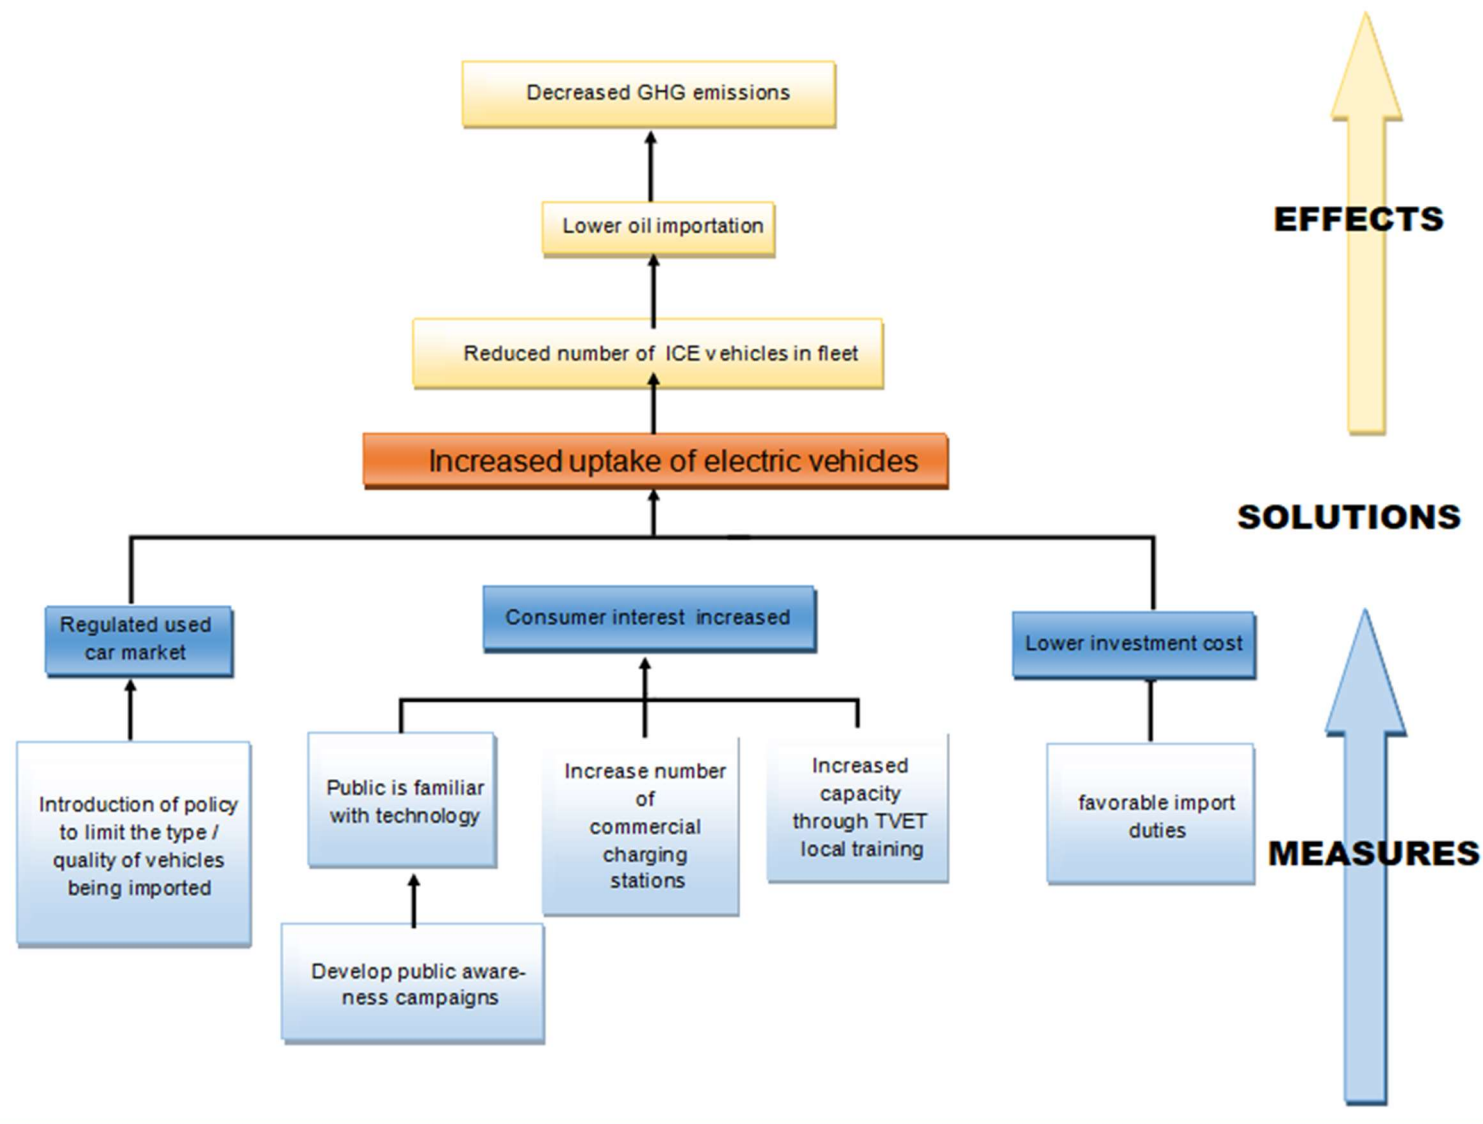 Decreased GHG emissions
Lower oil importation
EFFECTS
Reduced number of ICE vehicles in fleet
Increased uptake of electric vehicles
SOLUTIONS
Regulated used
car market
Consumer interest increased
Lower investment cost
Introduction of policy
to limit the type /
quality of vehicles
being imported
Public is familiar
with technology
Increase number
of
commercial
charging
stations
Increased
capacity
through TVET
local training
favorable import
duties
MEASURES
Develop public aware-
ness campaigns